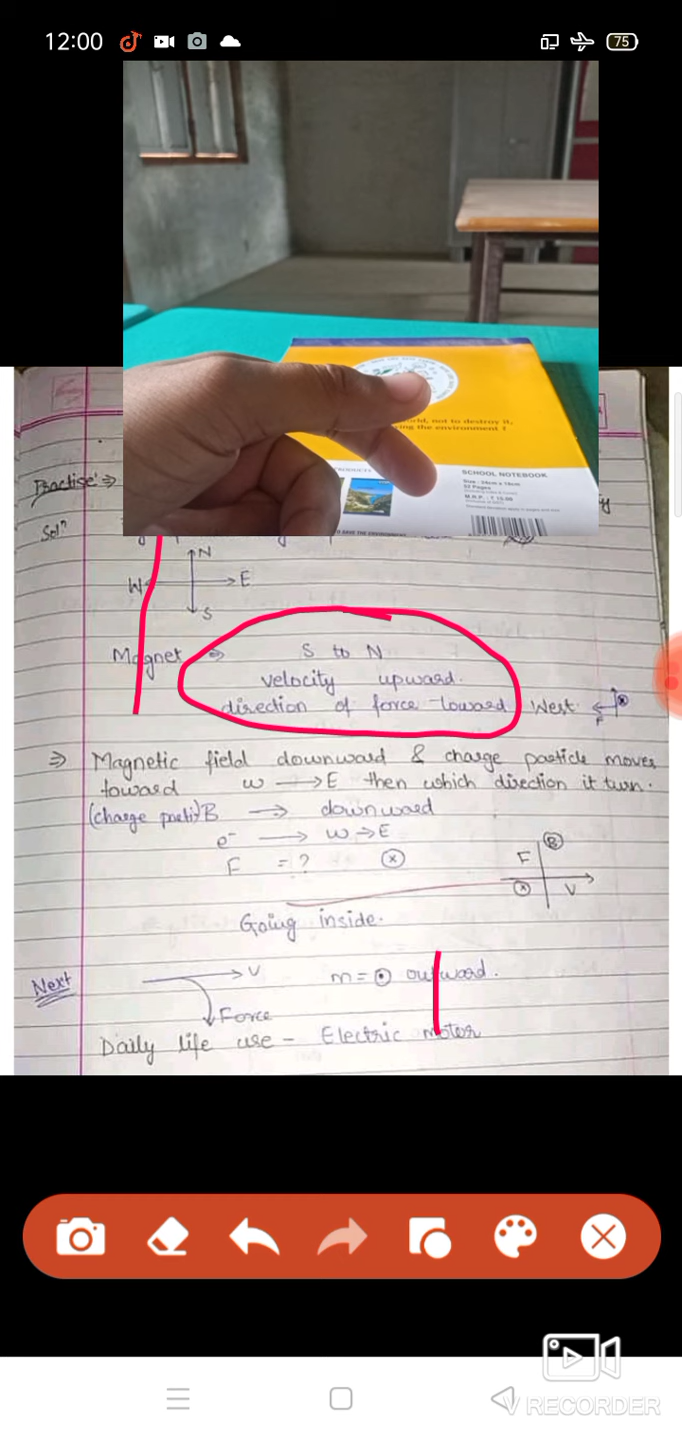 12:00
75
SCHOOL NOTEBOOK
Practise ⇒
Solⁿ
N
W E
S
Magnet ⇒ S to N
velocity upward.
direction of force toward West
F
⇒ Magnetic field downward & charge particle moves
toward W → E then which direction it turn.
(charge parti) B → downward
e⁻ → W → E
F = ? ⊗
B
F
⊗ V
Going inside.
Next V m = ⊙ outward.
Force
Daily life use - Electric motor
V RECORDER